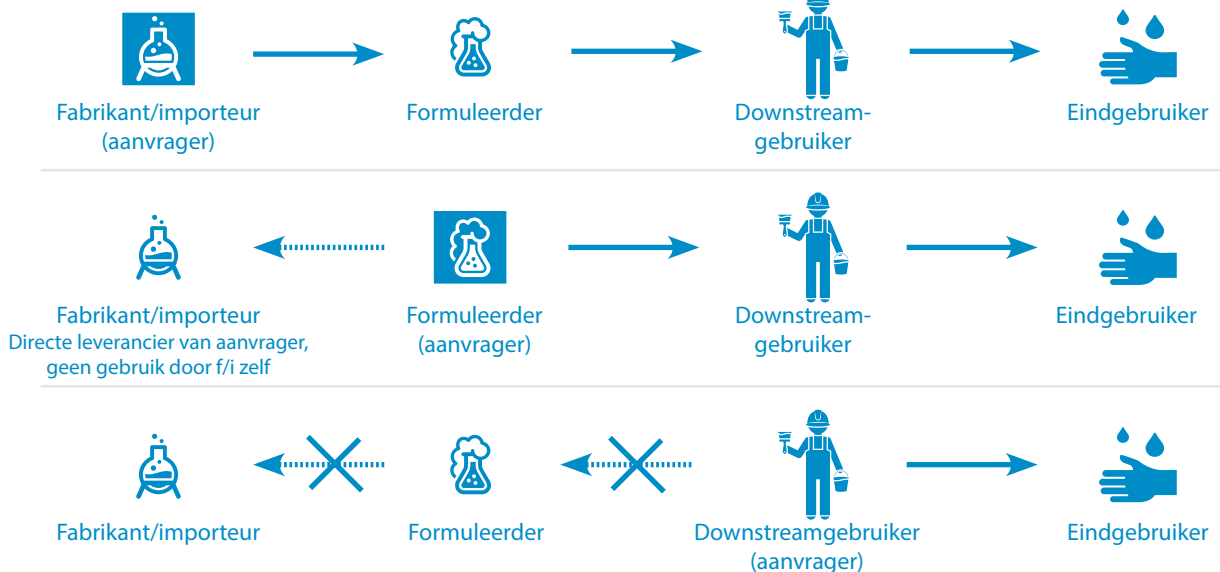 Fabrikant/importeur
(aanvrager)
Formuleerder
Downstream-
gebruiker
Eindgebruiker
Fabrikant/importeur
Directe leverancier van aanvrager,
geen gebruik door f/i zelf
Formuleerder
(aanvrager)
Downstream-
gebruiker
Eindgebruiker
Fabrikant/importeur
Formuleerder
Downstreamgebruiker
(aanvrager)
Eindgebruiker